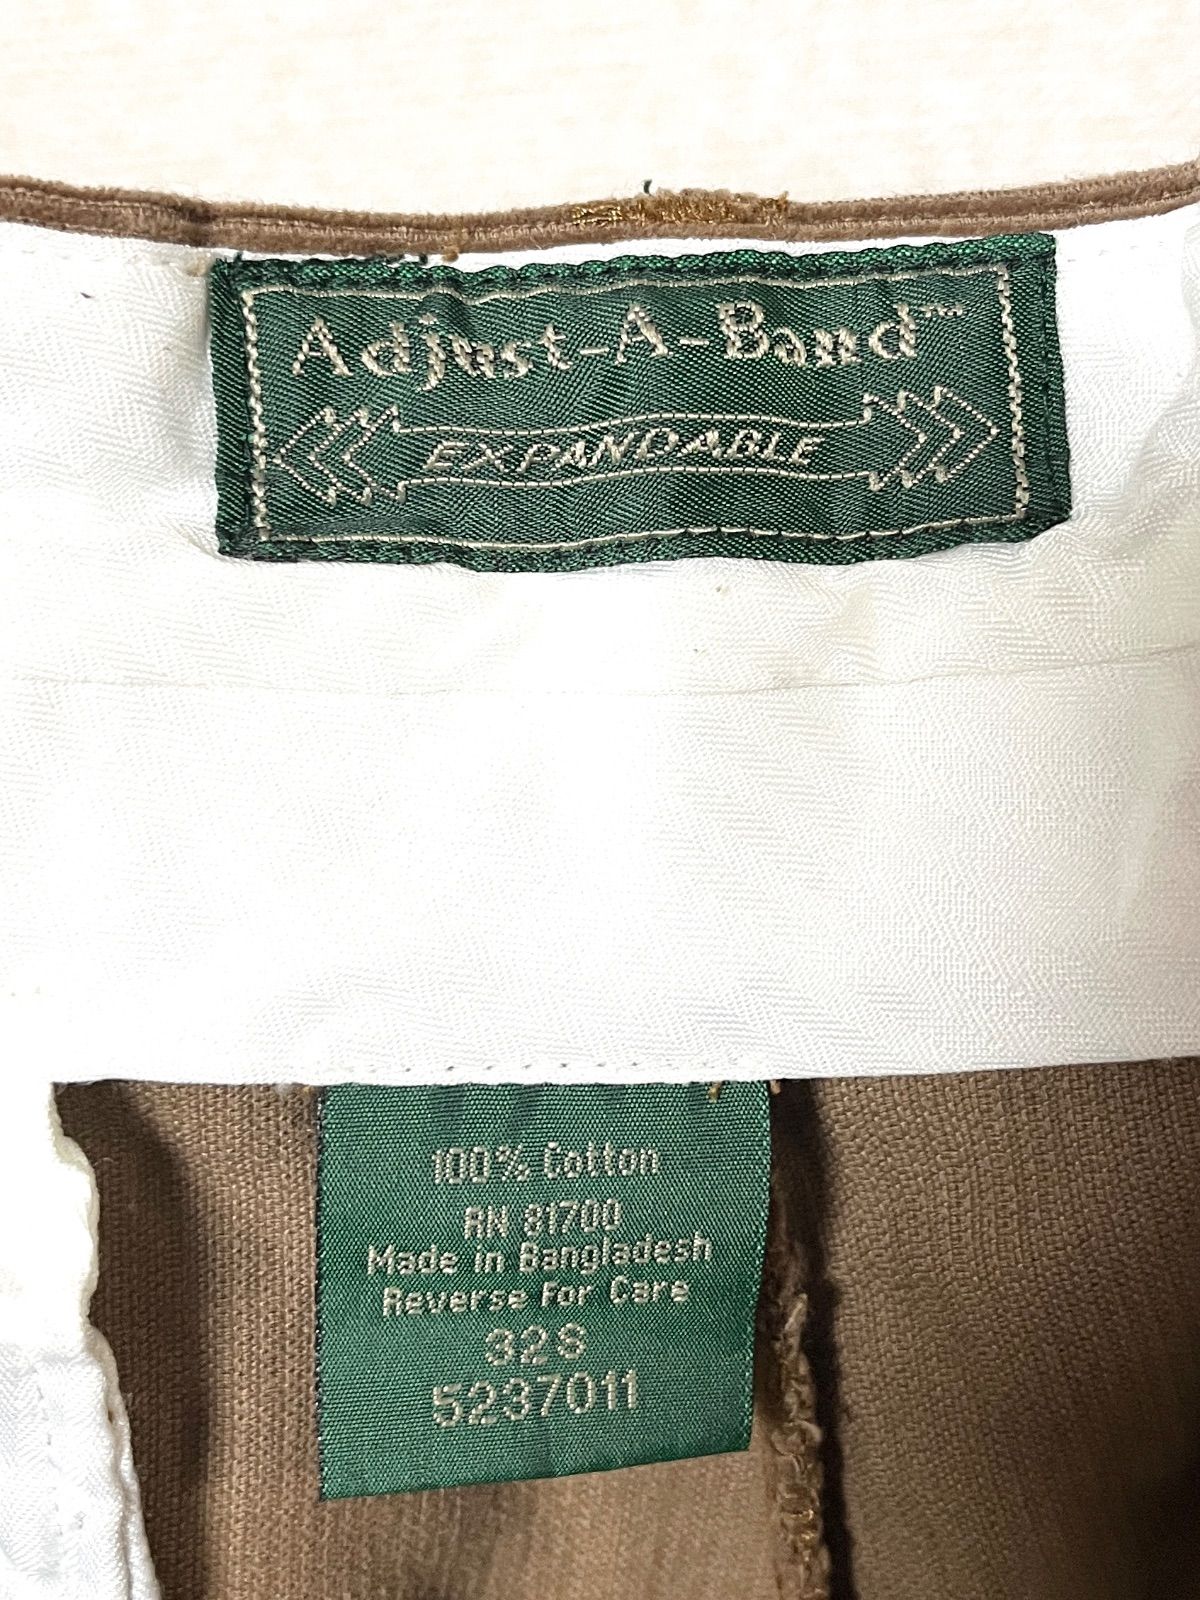 Adjust-A-Band™
EXPANDABLE
100% Cotton
RN 81700
Made in Bangladesh
Reverse For Care
32S
5237011